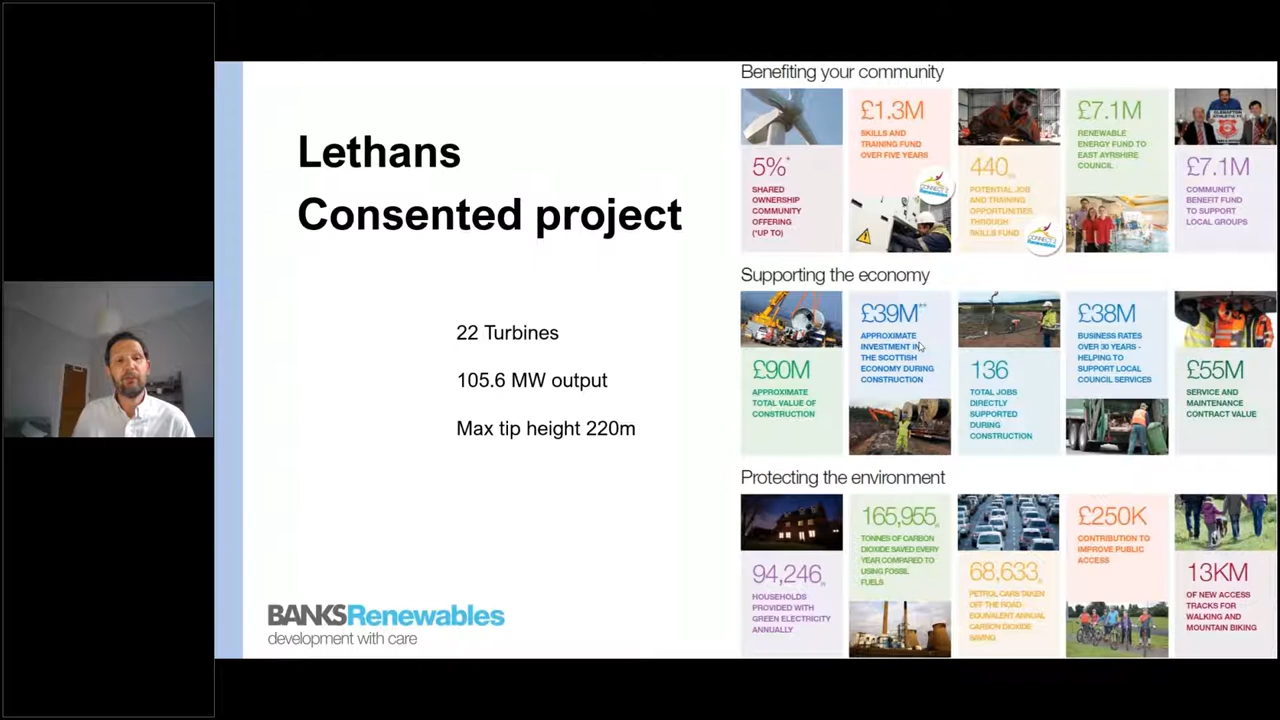 Lethans
Consented project
22 Turbines
105.6 MW output
Max tip height 220m
BANKSRenewables
development with care
Benefiting your community
5%*
SHARED
OWNERSHIP
COMMUNITY
OFFERING
(*UP TO)
£1.3M
SKILLS AND
TRAINING FUND
OVER FIVE YEARS
440
POTENTIAL JOB
AND TRAINING
OPPORTUNITIES
THROUGH
SKILLS FUND
£7.1M
RENEWABLE
ENERGY FUND TO
EAST AYRSHIRE
COUNCIL
£7.1M
COMMUNITY
BENEFIT FUND
TO SUPPORT
LOCAL GROUPS
Supporting the economy
£90M
APPROXIMATE
TOTAL VALUE OF
CONSTRUCTION
£39M**
APPROXIMATE
INVESTMENT IN
THE SCOTTISH
ECONOMY DURING
CONSTRUCTION
136
TOTAL JOBS
DIRECTLY
SUPPORTED
DURING
CONSTRUCTION
£38M
BUSINESS RATES
OVER 30 YEARS -
HELPING TO
SUPPORT LOCAL
COUNCIL SERVICES
£55M
SERVICE AND
MAINTENANCE
CONTRACT VALUE
Protecting the environment
94,246
HOUSEHOLDS
PROVIDED WITH
GREEN ELECTRICITY
ANNUALLY
165,955
TONNES OF CARBON
DIOXIDE SAVED EVERY
YEAR COMPARED TO
USING FOSSIL
FUELS
68,633
PETROL CARS TAKEN
OFF THE ROAD
EQUIVALENT ANNUAL
CARBON DIOXIDE
SAVING
£250K
CONTRIBUTION TO
IMPROVE PUBLIC
ACCESS
13KM
OF NEW ACCESS
TRACKS FOR
WALKING AND
MOUNTAIN BIKING